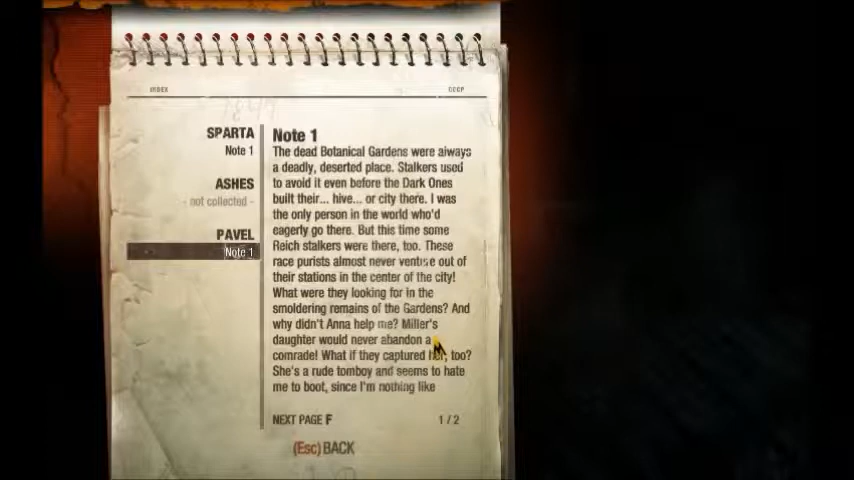 INDEX
СССР
SPARTA
Note 1
ASHES
- not collected -
PAVEL
Note 1
Note 1
The dead Botanical Gardens were always
a deadly, deserted place. Stalkers used
to avoid it even before the Dark Ones
built their... hive... or city there. I was
the only person in the world who'd
eagerly go there. But this time some
Reich stalkers were there, too. These
race purists almost never venture out of
their stations in the center of the city!
What were they looking for in the
smoldering remains of the Gardens? And
why didn't Anna help me? Miller's
daughter would never abandon a
comrade! What if they captured her, too?
She's a rude tomboy and seems to hate
me to boot, since I'm nothing like
NEXT PAGE F
1 / 2
(Esc) BACK